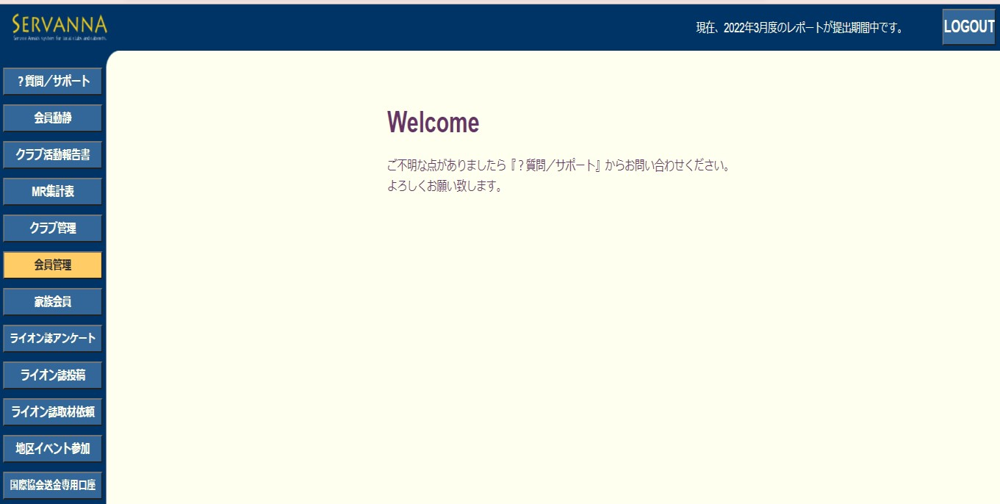 SERVANNA
Service Annals system for local clubs and cabinets.
現在、2022年3月度のレポートが提出期間中です。
LOGOUT
？質問／サポート
会員動静
クラブ活動報告書
MR集計表
クラブ管理
会員管理
家族会員
ライオン誌アンケート
ライオン誌投稿
ライオン誌取材依頼
地区イベント参加
国際協会送金専用口座
Welcome
ご不明な点がありましたら『？質問／サポート』からお問い合わせください。
よろしくお願い致します。